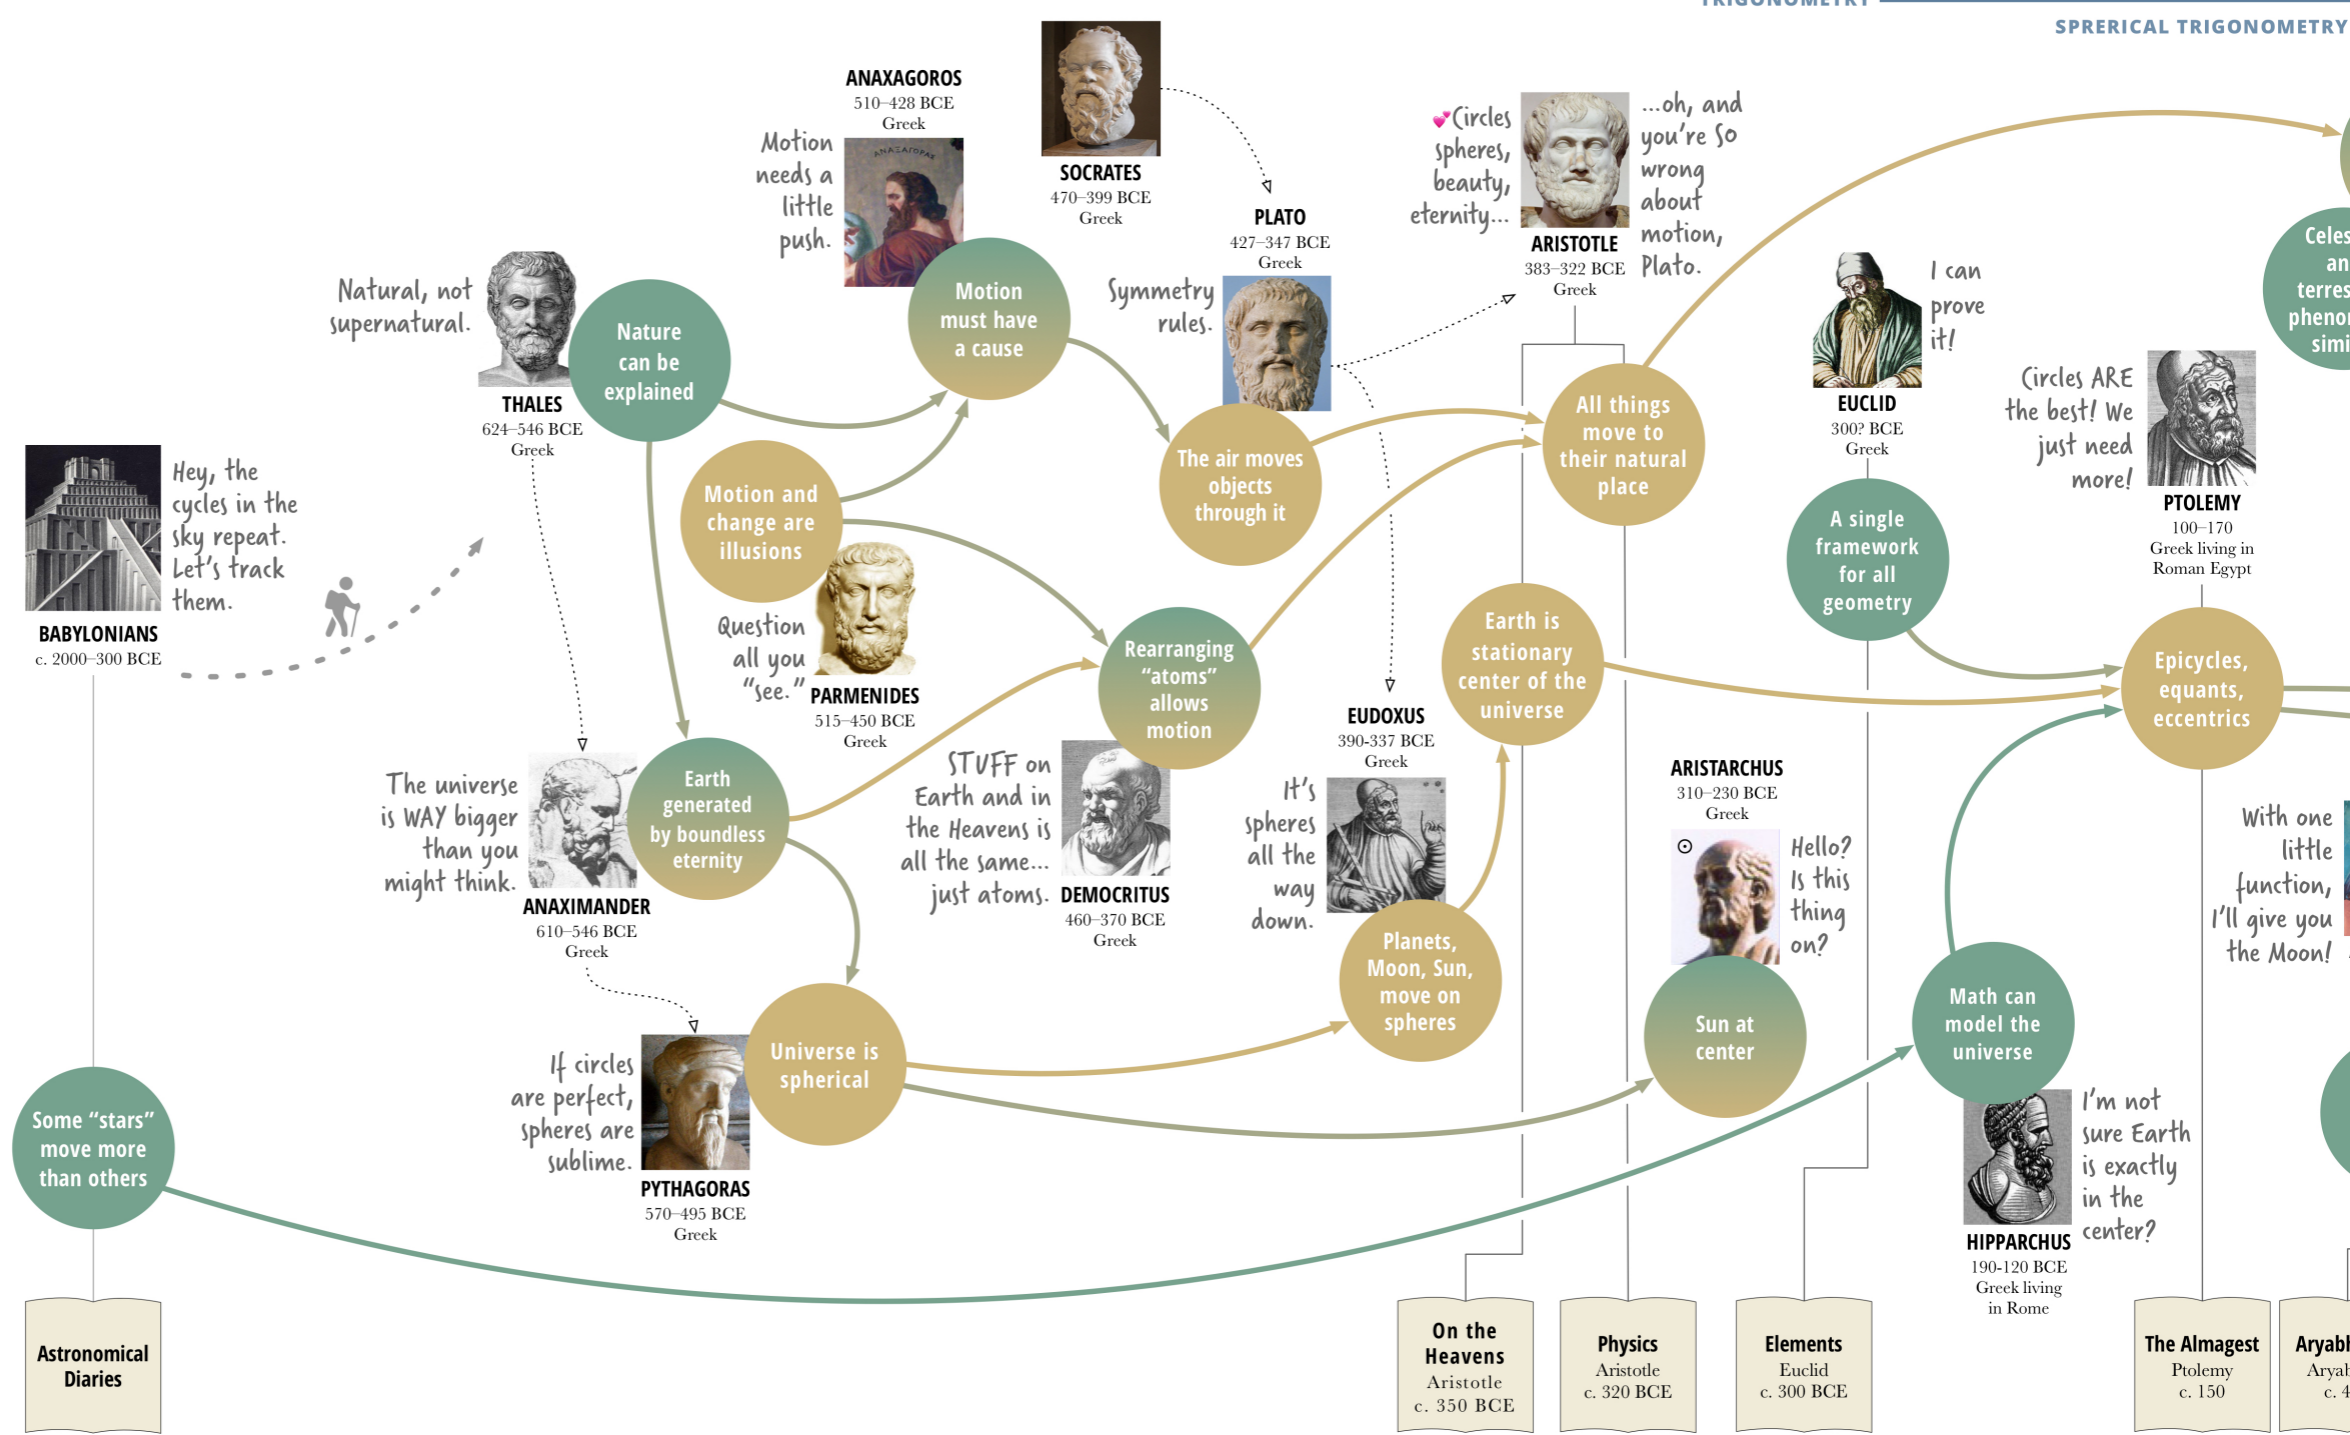 SPRERICAL TRIGONOMETRY
BABYLONIANS
c. 2000–300 BCE
Hey, the
cycles in the
sky repeat.
Let's track
them.
Some “stars”
move more
than others
Astronomical
Diaries
Natural, not
supernatural.
THALES
624–546 BCE
Greek
Nature
can be
explained
The universe
is WAY bigger
than you
might think.
ANAXIMANDER
610–546 BCE
Greek
Earth
generated
by boundless
eternity
If circles
are perfect,
spheres are
sublime.
PYTHAGORAS
570–495 BCE
Greek
Universe is
spherical
ANAXAGOROS
510–428 BCE
Greek
Motion
needs a
little
push.
ΑΝΑΞΑΓΟΡΑΣ
Motion
must have
a cause
Motion and
change are
illusions
Question
all you
“see.”
PARMENIDES
515–450 BCE
Greek
SOCRATES
470–399 BCE
Greek
PLATO
427–347 BCE
Greek
Symmetry
rules.
The air moves
objects
through it
Rearranging
“atoms”
allows
motion
STUFF on
Earth and in
the Heavens is
all the same...
just atoms.
DEMOCRITUS
460–370 BCE
Greek
EUDOXUS
390-337 BCE
Greek
It's
spheres
all the
way
down.
Planets,
Moon, Sun,
move on
spheres
💕Circles
spheres,
beauty,
eternity...
ARISTOTLE
383–322 BCE
Greek
...oh, and
you're SO
wrong
about
motion,
Plato.
All things
move to
their natural
place
Earth is
stationary
center of the
universe
On the
Heavens
Aristotle
c. 350 BCE
Physics
Aristotle
c. 320 BCE
ARISTARCHUS
310–230 BCE
Greek
Hello?
Is this
thing
on?
Sun at
center
I can
prove
it!
EUCLID
300? BCE
Greek
A single
framework
for all
geometry
Elements
Euclid
c. 300 BCE
Math can
model the
universe
I'm not
sure Earth
is exactly
in the
center?
HIPPARCHUS
190-120 BCE
Greek living
in Rome
Circles ARE
the best! We
just need
more!
PTOLEMY
100–170
Greek living in
Roman Egypt
Epicycles,
equants,
eccentrics
The Almagest
Ptolemy
c. 150
With one
little
function,
I'll give you
the Moon!